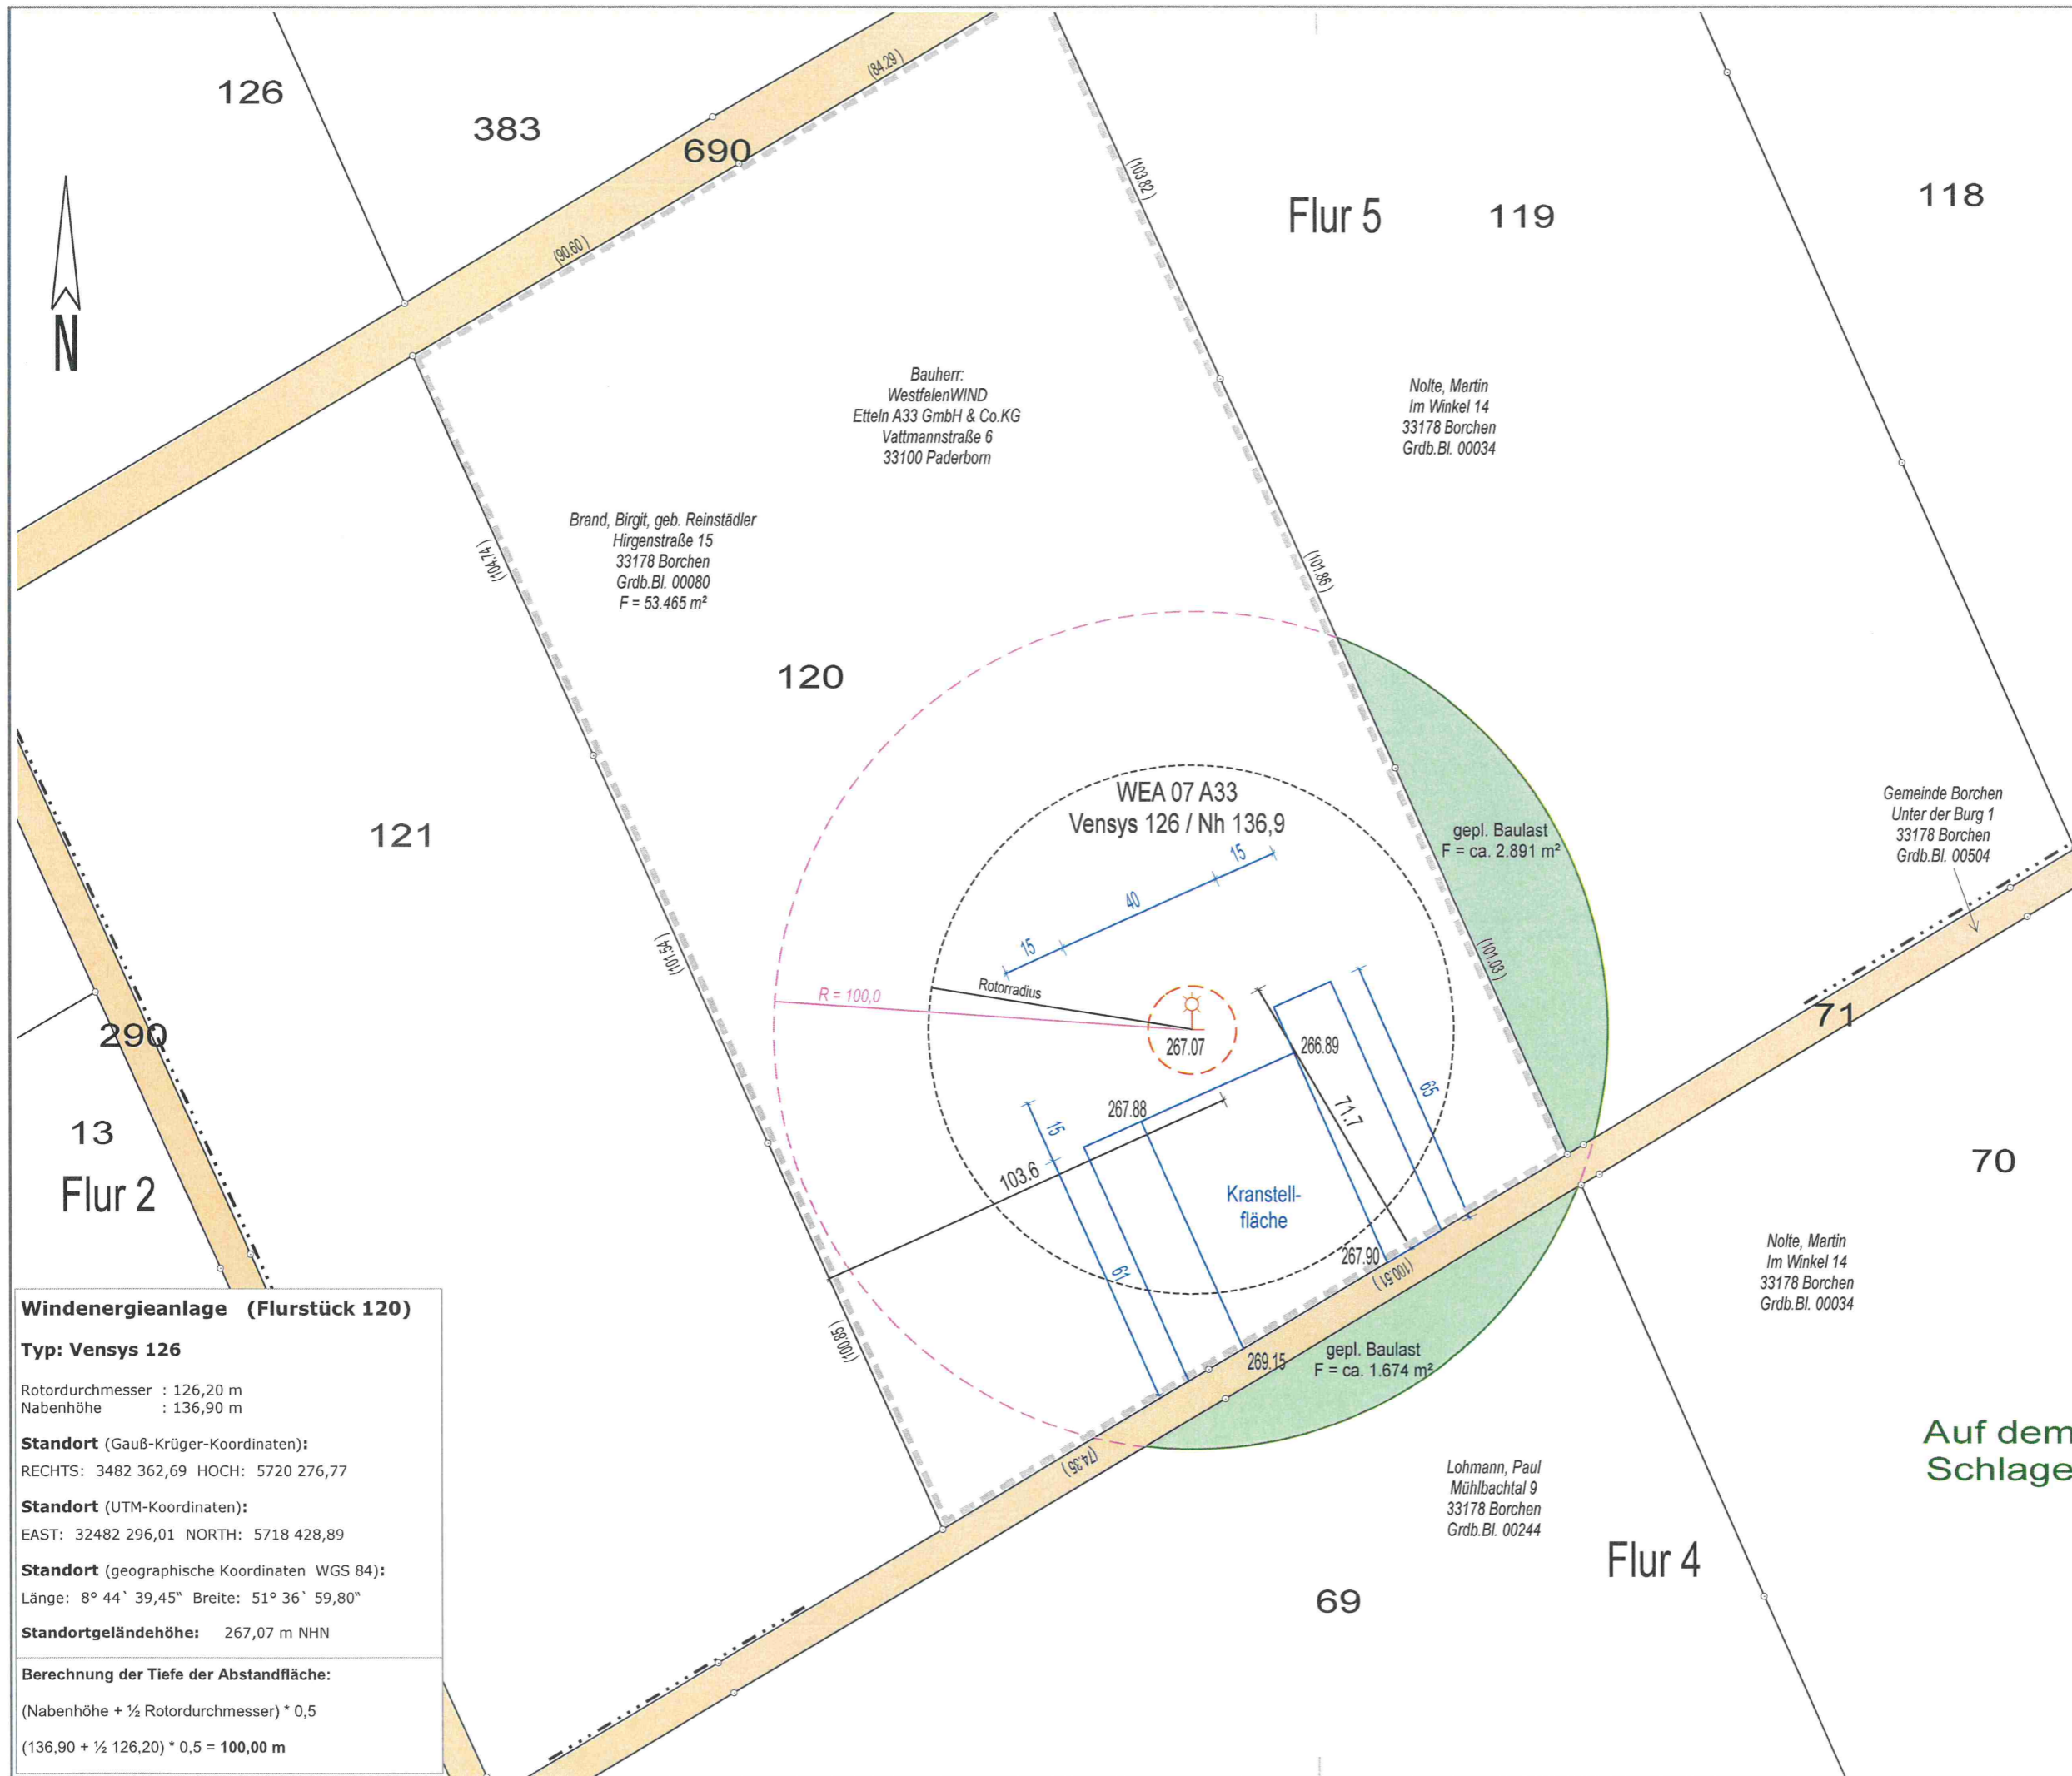 126
383
690
(84.29)
(90.60)
(103.82)
Flur 5
119
118
N
Bauherr:
WestfalenWIND
Etteln A33 GmbH & Co.KG
Vattmannstraße 6
33100 Paderborn
Nolte, Martin
Im Winkel 14
33178 Borchen
Grdb.Bl. 00034
Brand, Birgit, geb. Reinstädler
Hirgenstraße 15
33178 Borchen
Grdb.Bl. 00080
F = 53.465 m²
(104.74)
(101.86)
120
121
WEA 07 A33
Vensys 126 / Nh 136,9
gepl. Baulast
F = ca. 2.891 m²
Gemeinde Borchen
Unter der Burg 1
33178 Borchen
Grdb.Bl. 00504
15
40
15
(101.54)
(101.03)
R = 100,0
Rotorradius
267.07
266.89
71
290
65
71.7
267.88
15
103.6
13
Flur 2
Kranstell-
fläche
70
61
267.90
(100.51)
Nolte, Martin
Im Winkel 14
33178 Borchen
Grdb.Bl. 00034
(100.85)
269.15
gepl. Baulast
F = ca. 1.674 m²
(74.35)
Auf dem
Schlage
Lohmann, Paul
Mühlbachtal 9
33178 Borchen
Grdb.Bl. 00244
Flur 4
69
Windenergieanlage (Flurstück 120)
Typ: Vensys 126
Rotordurchmesser : 126,20 m
Nabenhöhe : 136,90 m
Standort (Gauß-Krüger-Koordinaten):
RECHTS: 3482 362,69 HOCH: 5720 276,77
Standort (UTM-Koordinaten):
EAST: 32482 296,01 NORTH: 5718 428,89
Standort (geographische Koordinaten WGS 84):
Länge: 8° 44` 39,45“ Breite: 51° 36` 59,80“
Standortgeländehöhe: 267,07 m NHN
Berechnung der Tiefe der Abstandfläche:
(Nabenhöhe + ½ Rotordurchmesser) * 0,5
(136,90 + ½ 126,20) * 0,5 = 100,00 m